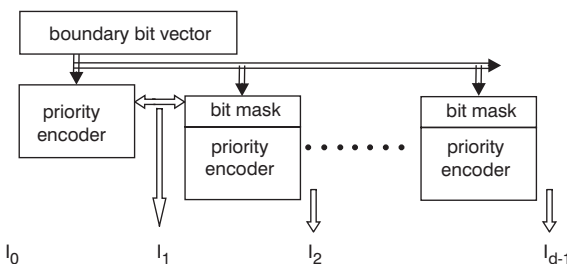 boundary bit vector
priority
encoder
bit mask
priority
encoder
bit mask
priority
encoder
I0
I1
I2
Id-1